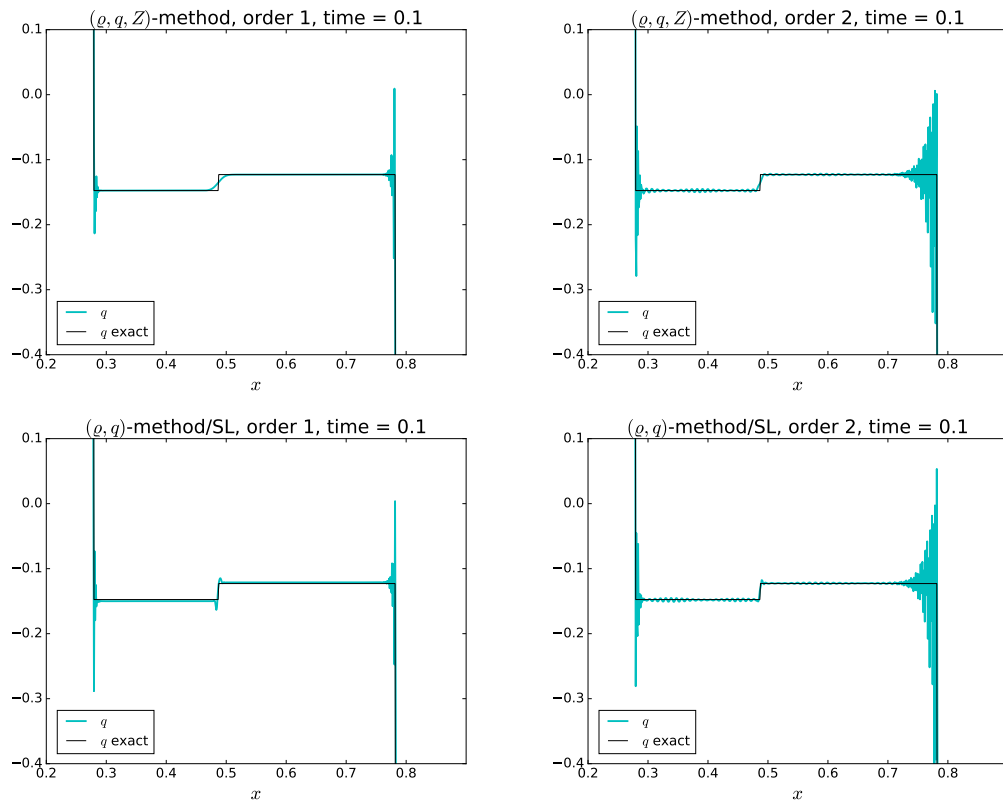 (ϱ, q, Z)-method, order 1, time = 0.1
0.1
0.0
−0.1
−0.2
−0.3
−0.4
q
q exact
0.2 0.3 0.4 0.5 0.6 0.7 0.8
x
(ϱ, q, Z)-method, order 2, time = 0.1
0.1
0.0
−0.1
−0.2
−0.3
−0.4
q
q exact
0.2 0.3 0.4 0.5 0.6 0.7 0.8
x
(ϱ, q)-method/SL, order 1, time = 0.1
0.1
0.0
−0.1
−0.2
−0.3
−0.4
q
q exact
0.2 0.3 0.4 0.5 0.6 0.7 0.8
x
(ϱ, q)-method/SL, order 2, time = 0.1
0.1
0.0
−0.1
−0.2
−0.3
−0.4
q
q exact
0.2 0.3 0.4 0.5 0.6 0.7 0.8
x